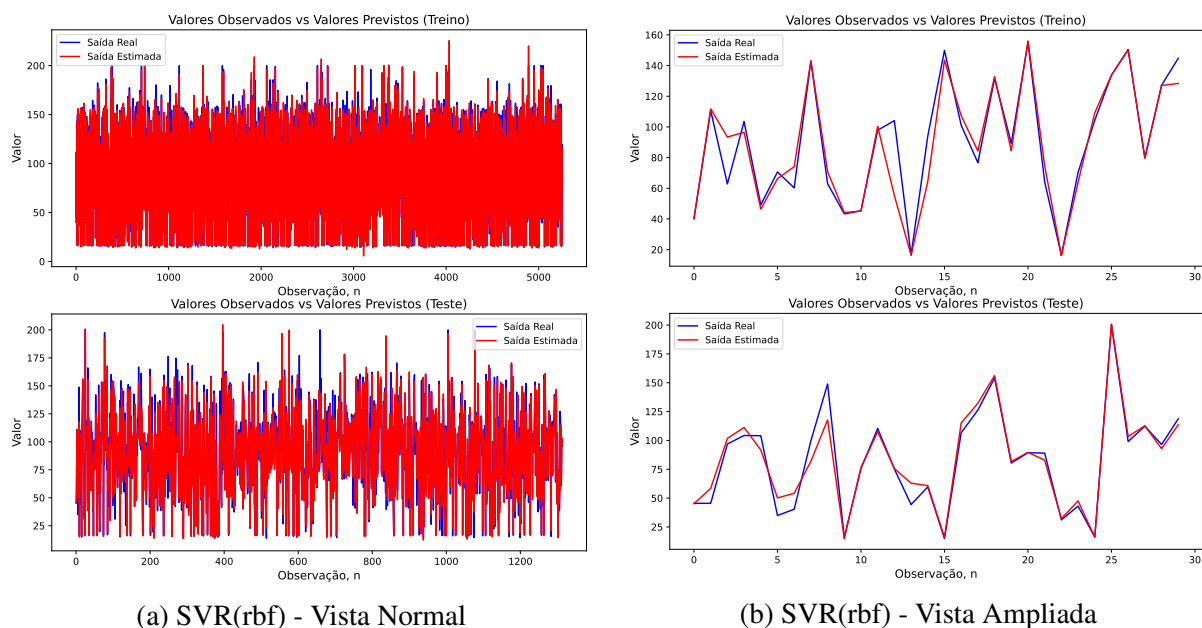 Valores Observados vs Valores Previstos (Treino)
Saída Real
Saída Estimada
Valor
200
150
100
50
0
0 1000 2000 3000 4000 5000
Observação, n
Valores Observados vs Valores Previstos (Teste)
Saída Real
Saída Estimada
Valor
200
175
150
125
100
75
50
25
0 200 400 600 800 1000 1200
Observação, n
(a) SVR(rbf) - Vista Normal
Valores Observados vs Valores Previstos (Treino)
Saída Real
Saída Estimada
Valor
160
140
120
100
80
60
40
20
0 5 10 15 20 25 30
Observação, n
Valores Observados vs Valores Previstos (Teste)
Saída Real
Saída Estimada
Valor
200
175
150
125
100
75
50
25
0 5 10 15 20 25 30
Observação, n
(b) SVR(rbf) - Vista Ampliada